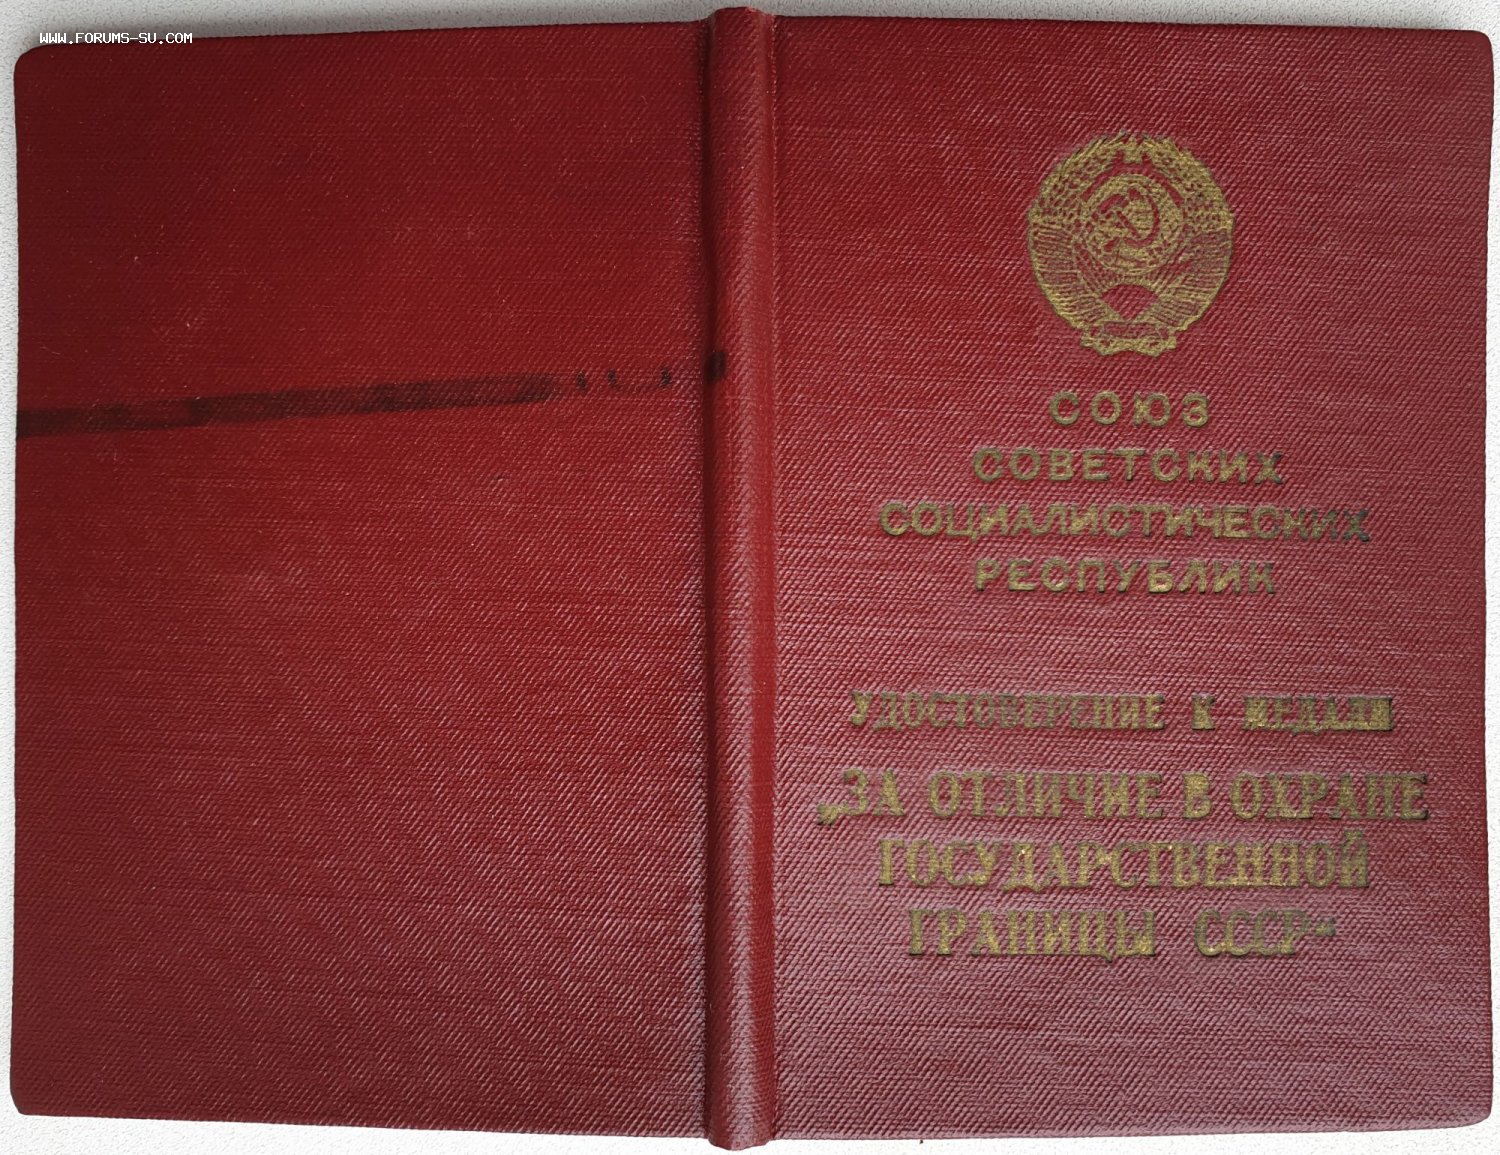 WWW.FORUMS-SU.COM
СОЮЗ
СОВЕТСКИХ
СОЦИАЛИСТИЧЕСКИХ
РЕСПУБЛИК
УДОСТОВЕРЕНИЕ К МЕДАЛИ
„ЗА ОТЛИЧИЕ В ОХРАНЕ
ГОСУДАРСТВЕННОЙ
ГРАНИЦЫ СССР“